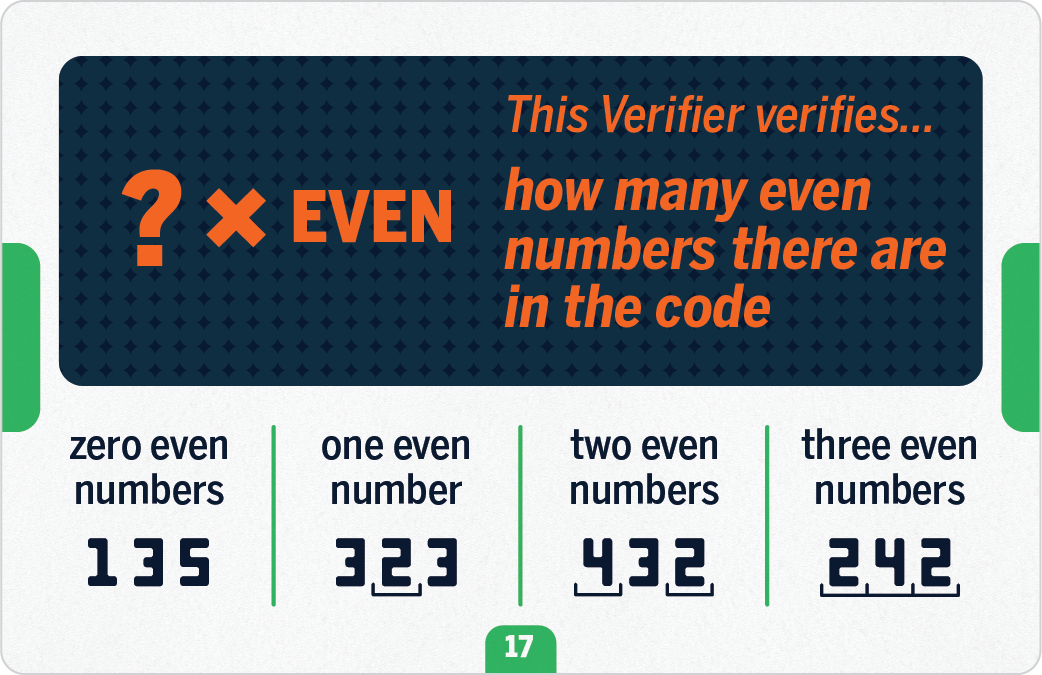 ? × EVEN
This Verifier verifies...
how many even
numbers there are
in the code
zero even
numbers
1 3 5
one even
number
3 2 3
two even
numbers
4 3 2
three even
numbers
2 4 2
17